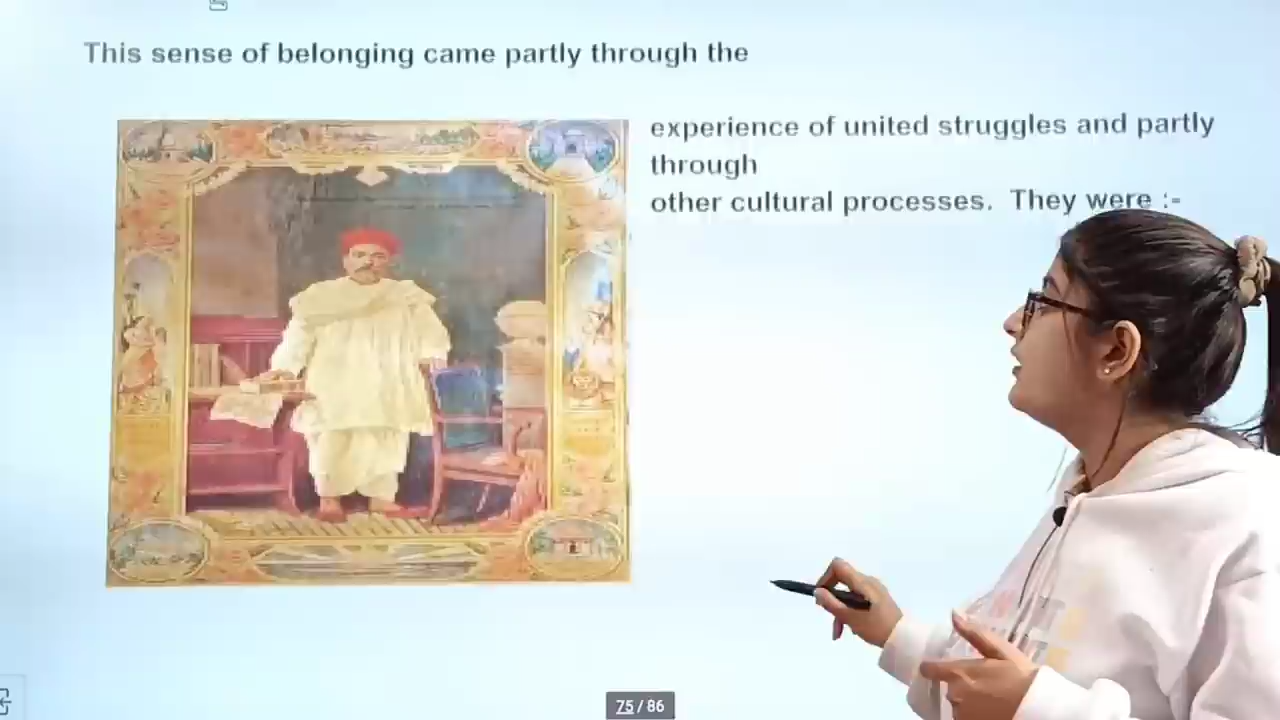 This sense of belonging came partly through the
experience of united struggles and partly
through
other cultural processes. They were :-
75 / 86